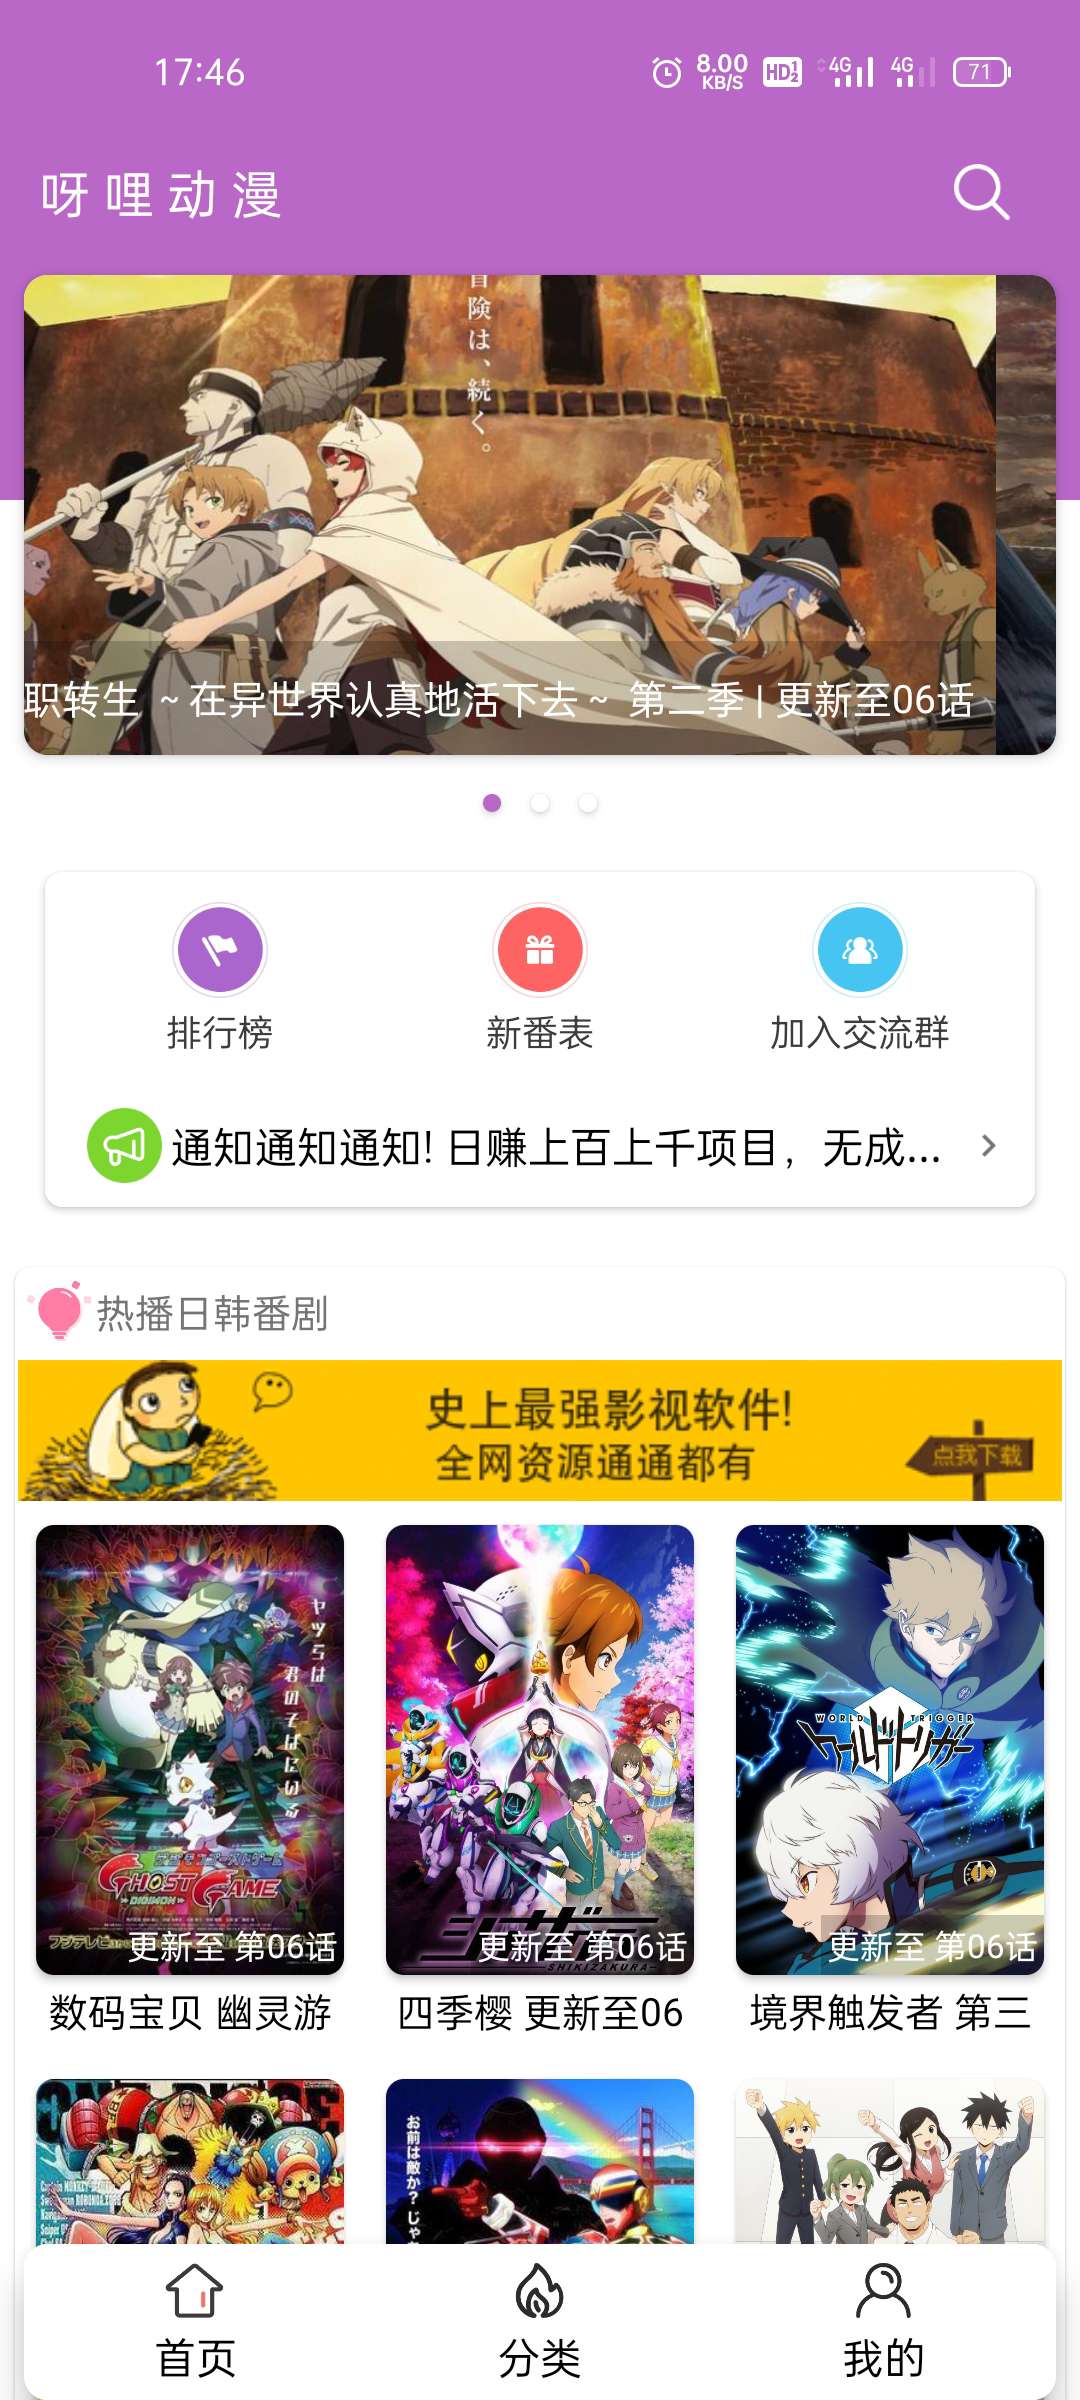 17:46
8.00
KB/S
HD 1 2
4G
4G
71
呀哩动漫
険は、続く。
职转生 ~在异世界认真地活下去~ 第二季 | 更新至06话
排行榜
新番表
加入交流群
通知通知通知! 日赚上百上千项目，无成...
热播日韩番剧
史上最强影视软件!
全网资源通通都有
点我下载
ヤツらは
君のそばにいる
GHOST GAME
DIGIMON
フジテレビ
更新至 第06话
SHIKIZAKURA
更新至 第06话
WORLD TRIGGER
ワールドトリガー
更新至 第06话
数码宝贝 幽灵游
四季樱 更新至06
境界触发者 第三
お前は敵か?
首页
分类
我的